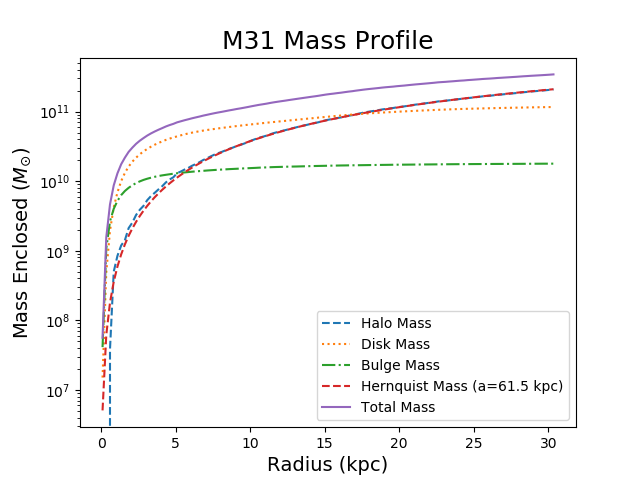 M31 Mass Profile
Mass Enclosed (M⊙)
10¹¹
10¹⁰
10⁹
10⁸
10⁷
Halo Mass
Disk Mass
Bulge Mass
Hernquist Mass (a=61.5 kpc)
Total Mass
0 5 10 15 20 25 30
Radius (kpc)